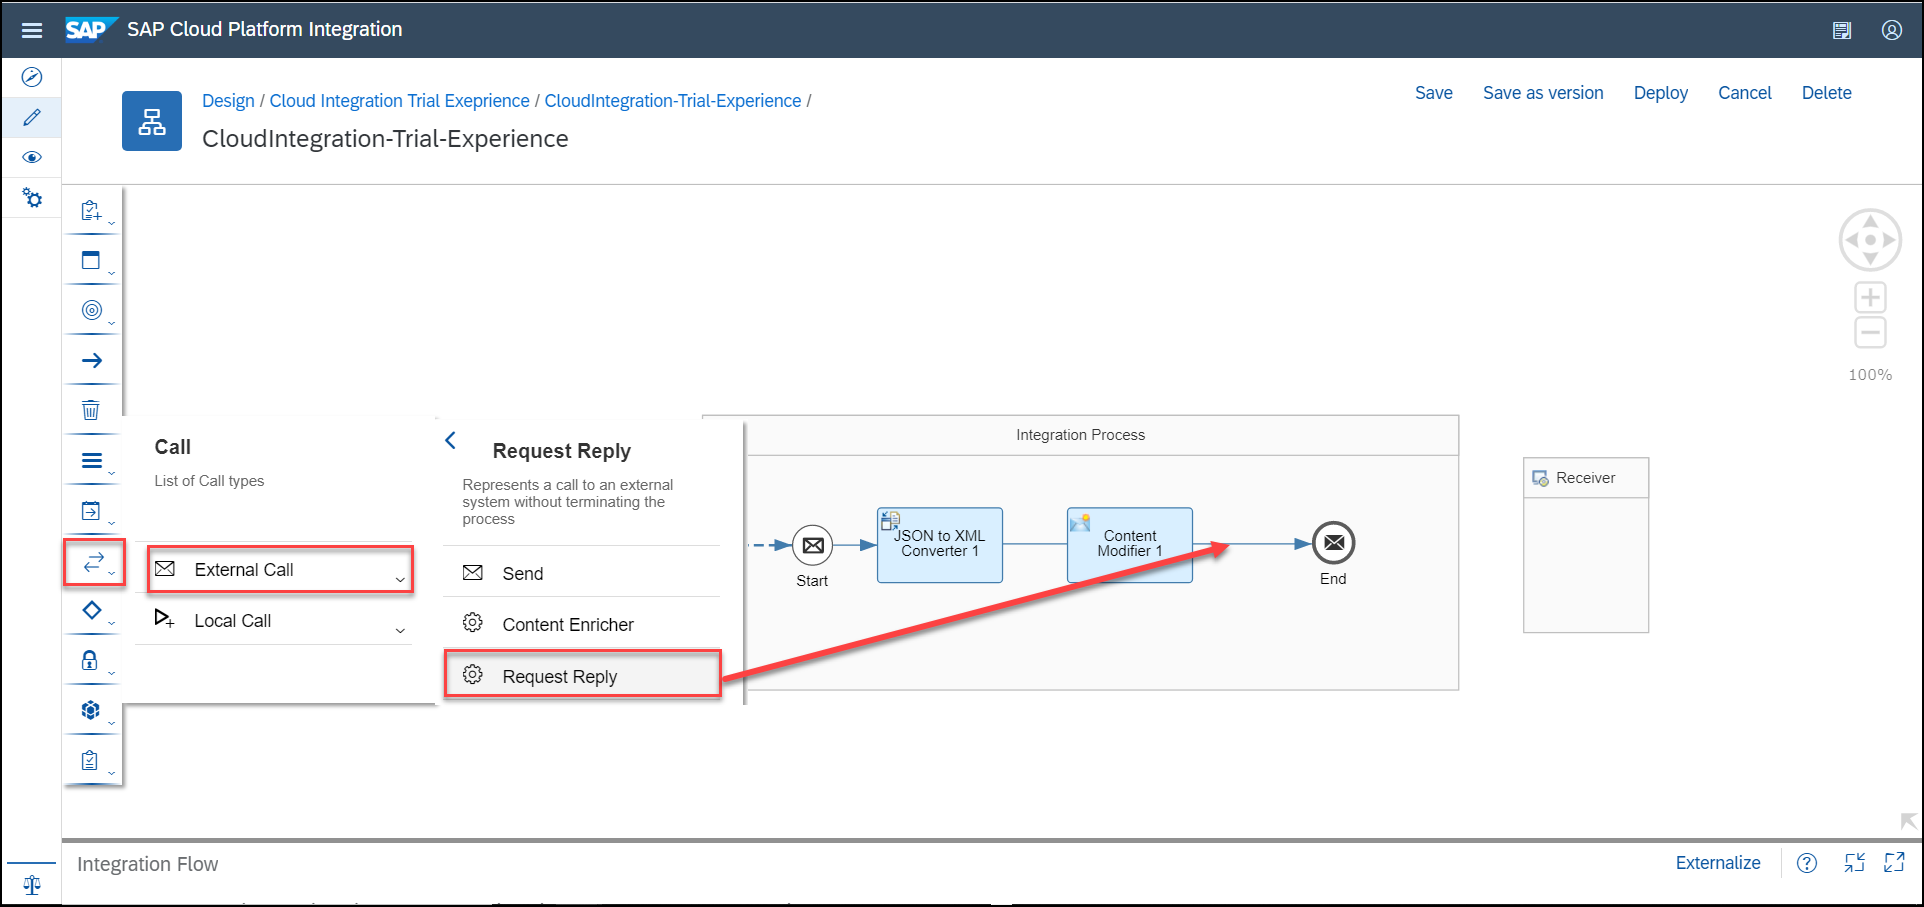 SAP SAP Cloud Platform Integration
Design / Cloud Integration Trial Exeprience / CloudIntegration-Trial-Experience /
CloudIntegration-Trial-Experience
Save Save as version Deploy Cancel Delete
100%
Call
List of Call types
External Call
Local Call
Request Reply
Represents a call to an external
system without terminating the
process
Send
Content Enricher
Request Reply
Integration Process
Start
JSON to XML
Converter 1
Content
Modifier 1
End
Receiver
Integration Flow
Externalize